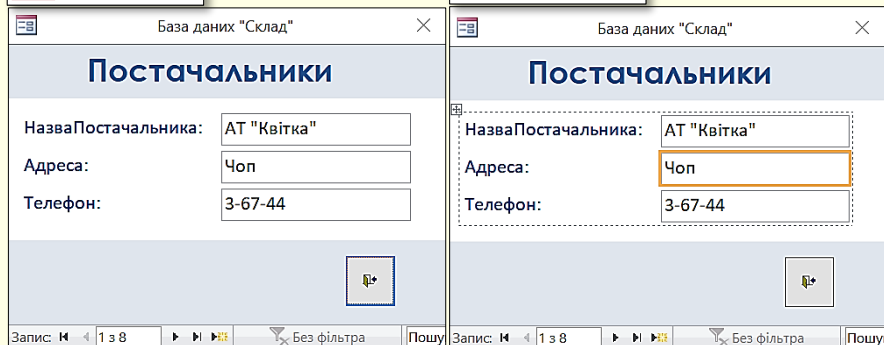 База даних "Склад"
Постачальники
НазваПостачальника: АТ "Квітка"
Адреса: Чоп
Телефон: 3-67-44
Запис: 1 з 8 Без фільтра Пошу
База даних "Склад"
Постачальники
НазваПостачальника: АТ "Квітка"
Адреса: Чоп
Телефон: 3-67-44
Запис: 1 з 8 Без фільтра Пошу